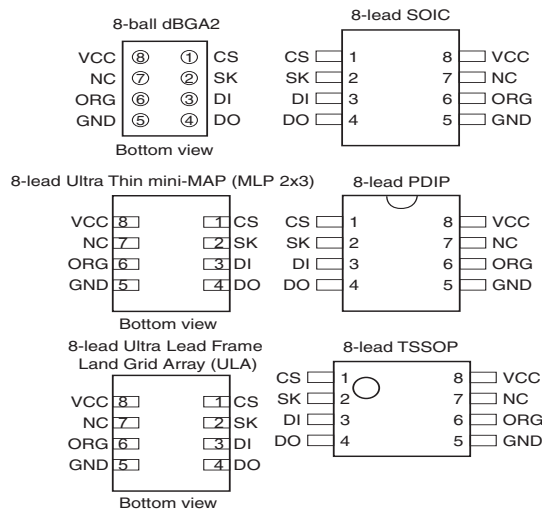 8-ball dBGA2
VCC 8 1 CS
NC 7 2 SK
ORG 6 3 DI
GND 5 4 DO
Bottom view
8-lead SOIC
CS 1 8 VCC
SK 2 7 NC
DI 3 6 ORG
DO 4 5 GND
8-lead Ultra Thin mini-MAP (MLP 2x3)
VCC 8 1 CS
NC 7 2 SK
ORG 6 3 DI
GND 5 4 DO
Bottom view
8-lead PDIP
CS 1 8 VCC
SK 2 7 NC
DI 3 6 ORG
DO 4 5 GND
8-lead Ultra Lead Frame
Land Grid Array (ULA)
VCC 8 1 CS
NC 7 2 SK
ORG 6 3 DI
GND 5 4 DO
Bottom view
8-lead TSSOP
CS 1 8 VCC
SK 2 7 NC
DI 3 6 ORG
DO 4 5 GND